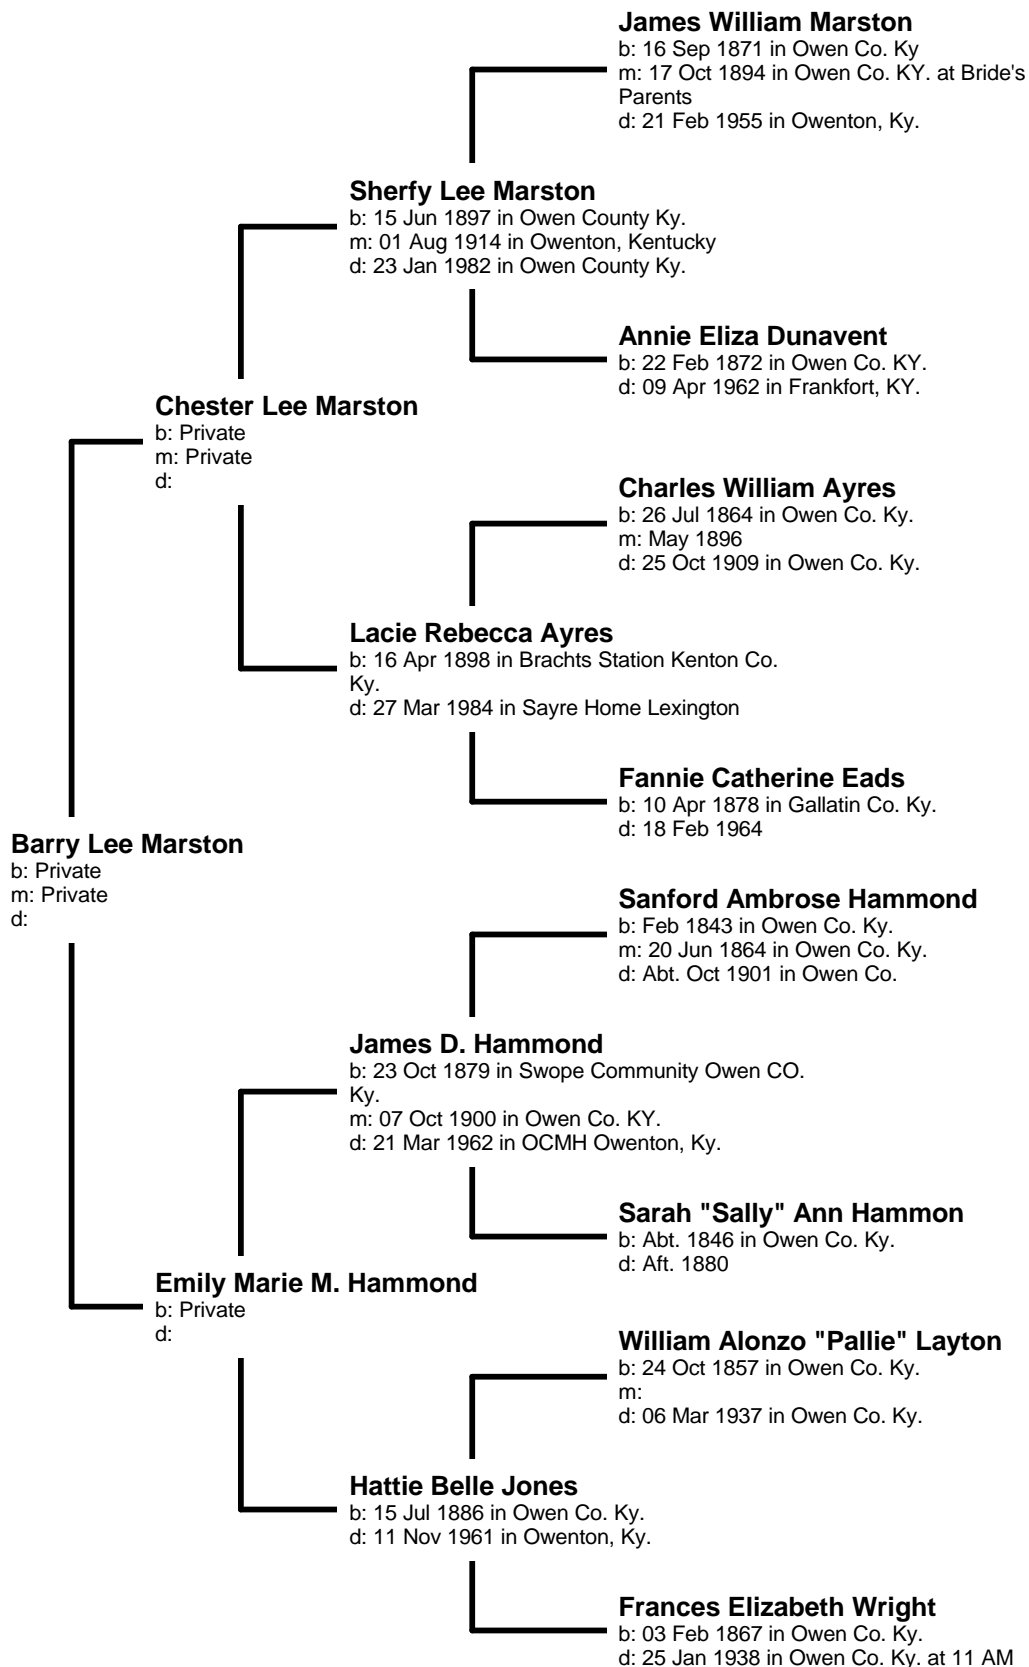 James William Marston
b: 16 Sep 1871 in Owen Co. Ky
m: 17 Oct 1894 in Owen Co. KY. at Bride's
Parents
d: 21 Feb 1955 in Owenton, Ky.
Sherfy Lee Marston
b: 15 Jun 1897 in Owen County Ky.
m: 01 Aug 1914 in Owenton, Kentucky
d: 23 Jan 1982 in Owen County Ky.
Annie Eliza Dunavent
b: 22 Feb 1872 in Owen Co. KY.
d: 09 Apr 1962 in Frankfort, KY.
Chester Lee Marston
b: Private
m: Private
d:
Charles William Ayres
b: 26 Jul 1864 in Owen Co. Ky.
m: May 1896
d: 25 Oct 1909 in Owen Co. Ky.
Lacie Rebecca Ayres
b: 16 Apr 1898 in Brachts Station Kenton Co.
Ky.
d: 27 Mar 1984 in Sayre Home Lexington
Fannie Catherine Eads
b: 10 Apr 1878 in Gallatin Co. Ky.
d: 18 Feb 1964
Barry Lee Marston
b: Private
m: Private
d:
Sanford Ambrose Hammond
b: Feb 1843 in Owen Co. Ky.
m: 20 Jun 1864 in Owen Co. Ky.
d: Abt. Oct 1901 in Owen Co.
James D. Hammond
b: 23 Oct 1879 in Swope Community Owen CO.
Ky.
m: 07 Oct 1900 in Owen Co. KY.
d: 21 Mar 1962 in OCMH Owenton, Ky.
Sarah "Sally" Ann Hammon
b: Abt. 1846 in Owen Co. Ky.
d: Aft. 1880
Emily Marie M. Hammond
b: Private
d:
William Alonzo "Pallie" Layton
b: 24 Oct 1857 in Owen Co. Ky.
m:
d: 06 Mar 1937 in Owen Co. Ky.
Hattie Belle Jones
b: 15 Jul 1886 in Owen Co. Ky.
d: 11 Nov 1961 in Owenton, Ky.
Frances Elizabeth Wright
b: 03 Feb 1867 in Owen Co. Ky.
d: 25 Jan 1938 in Owen Co. Ky. at 11 AM